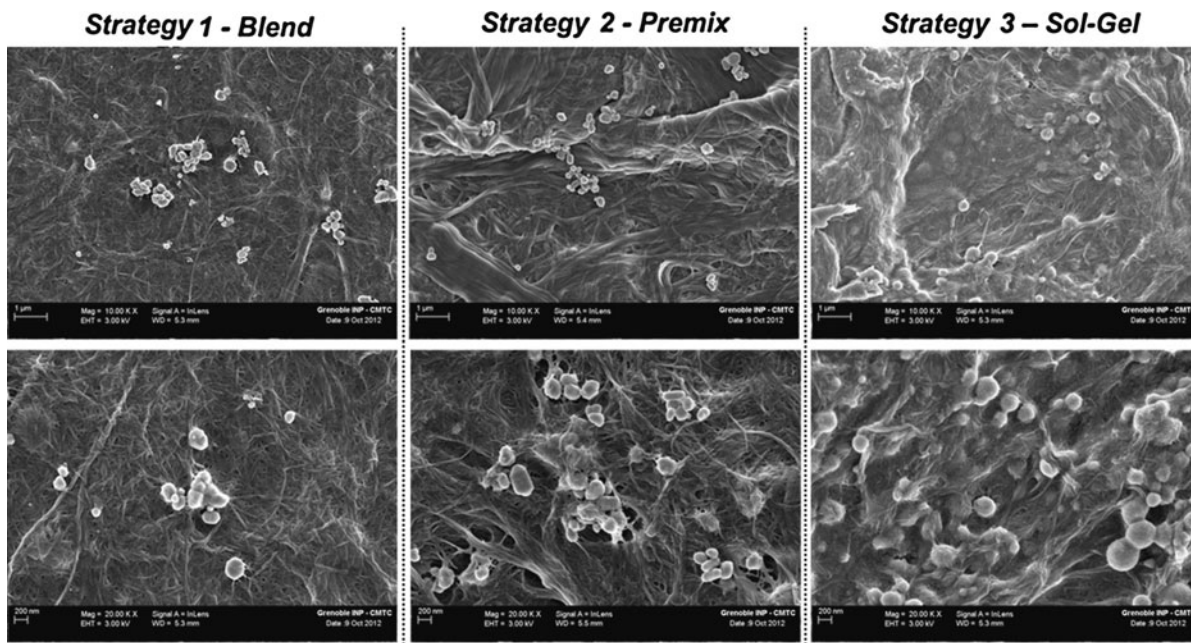 Strategy 1 - Blend
Strategy 2 - Premix
Strategy 3 – Sol-Gel
1 µm
Mag = 10.00 K X
Signal A = InLens
Grenoble INP - CMTC
EHT = 3.00 kV
WD = 5.3 mm
Date :9 Oct 2012
1 µm
Mag = 10.00 K X
Signal A = InLens
Grenoble INP - CMTC
EHT = 3.00 kV
WD = 5.4 mm
Date :9 Oct 2012
1 µm
Mag = 10.00 K X
Signal A = InLens
Grenoble INP - CMTC
EHT = 3.00 kV
WD = 5.3 mm
Date :9 Oct 2012
200 nm
Mag = 20.00 K X
Signal A = InLens
Grenoble INP - CMTC
EHT = 3.00 kV
WD = 5.3 mm
Date :9 Oct 2012
200 nm
Mag = 20.00 K X
Signal A = InLens
Grenoble INP - CMTC
EHT = 3.00 kV
WD = 5.5 mm
Date :9 Oct 2012
200 nm
Mag = 20.00 K X
Signal A = InLens
Grenoble INP - CMTC
EHT = 3.00 kV
WD = 5.3 mm
Date :9 Oct 2012